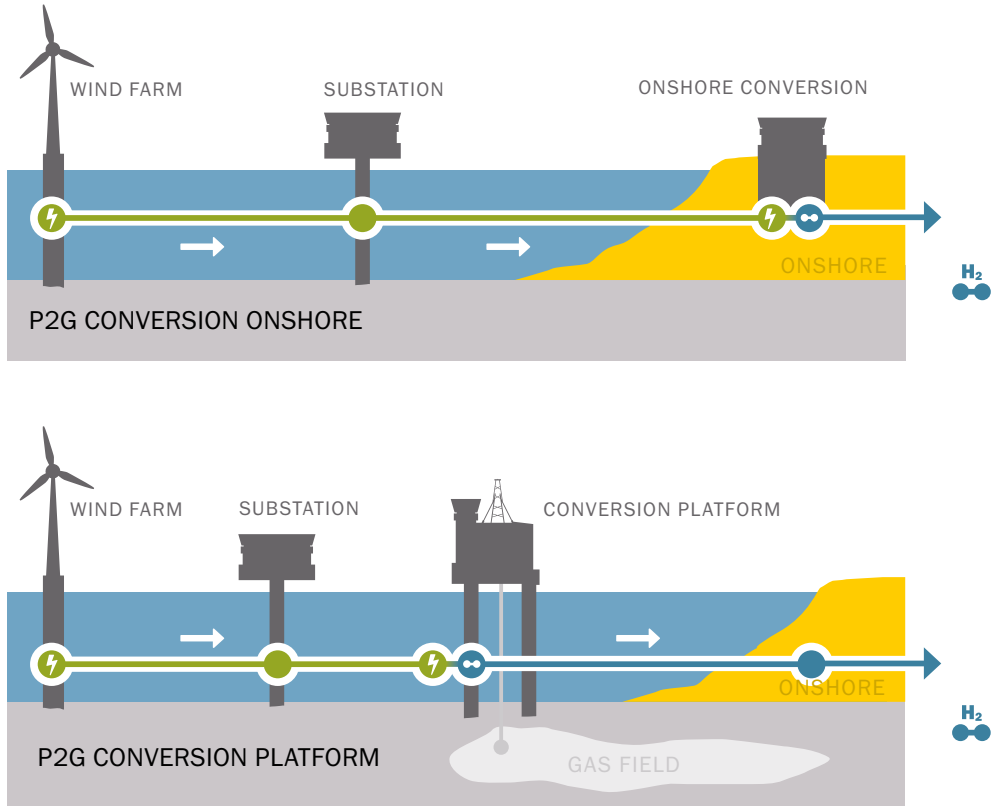 WIND FARM
SUBSTATION
ONSHORE CONVERSION
ONSHORE
H₂
P2G CONVERSION ONSHORE
WIND FARM
SUBSTATION
CONVERSION PLATFORM
ONSHORE
H₂
P2G CONVERSION PLATFORM
GAS FIELD